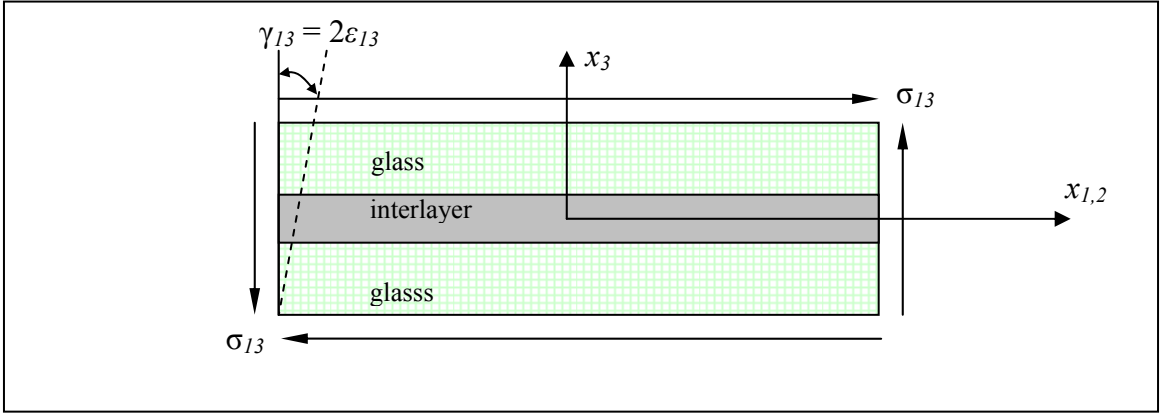 γ13 = 2ε13
x3
σ13
glass
x1,2
interlayer
glasss
σ13